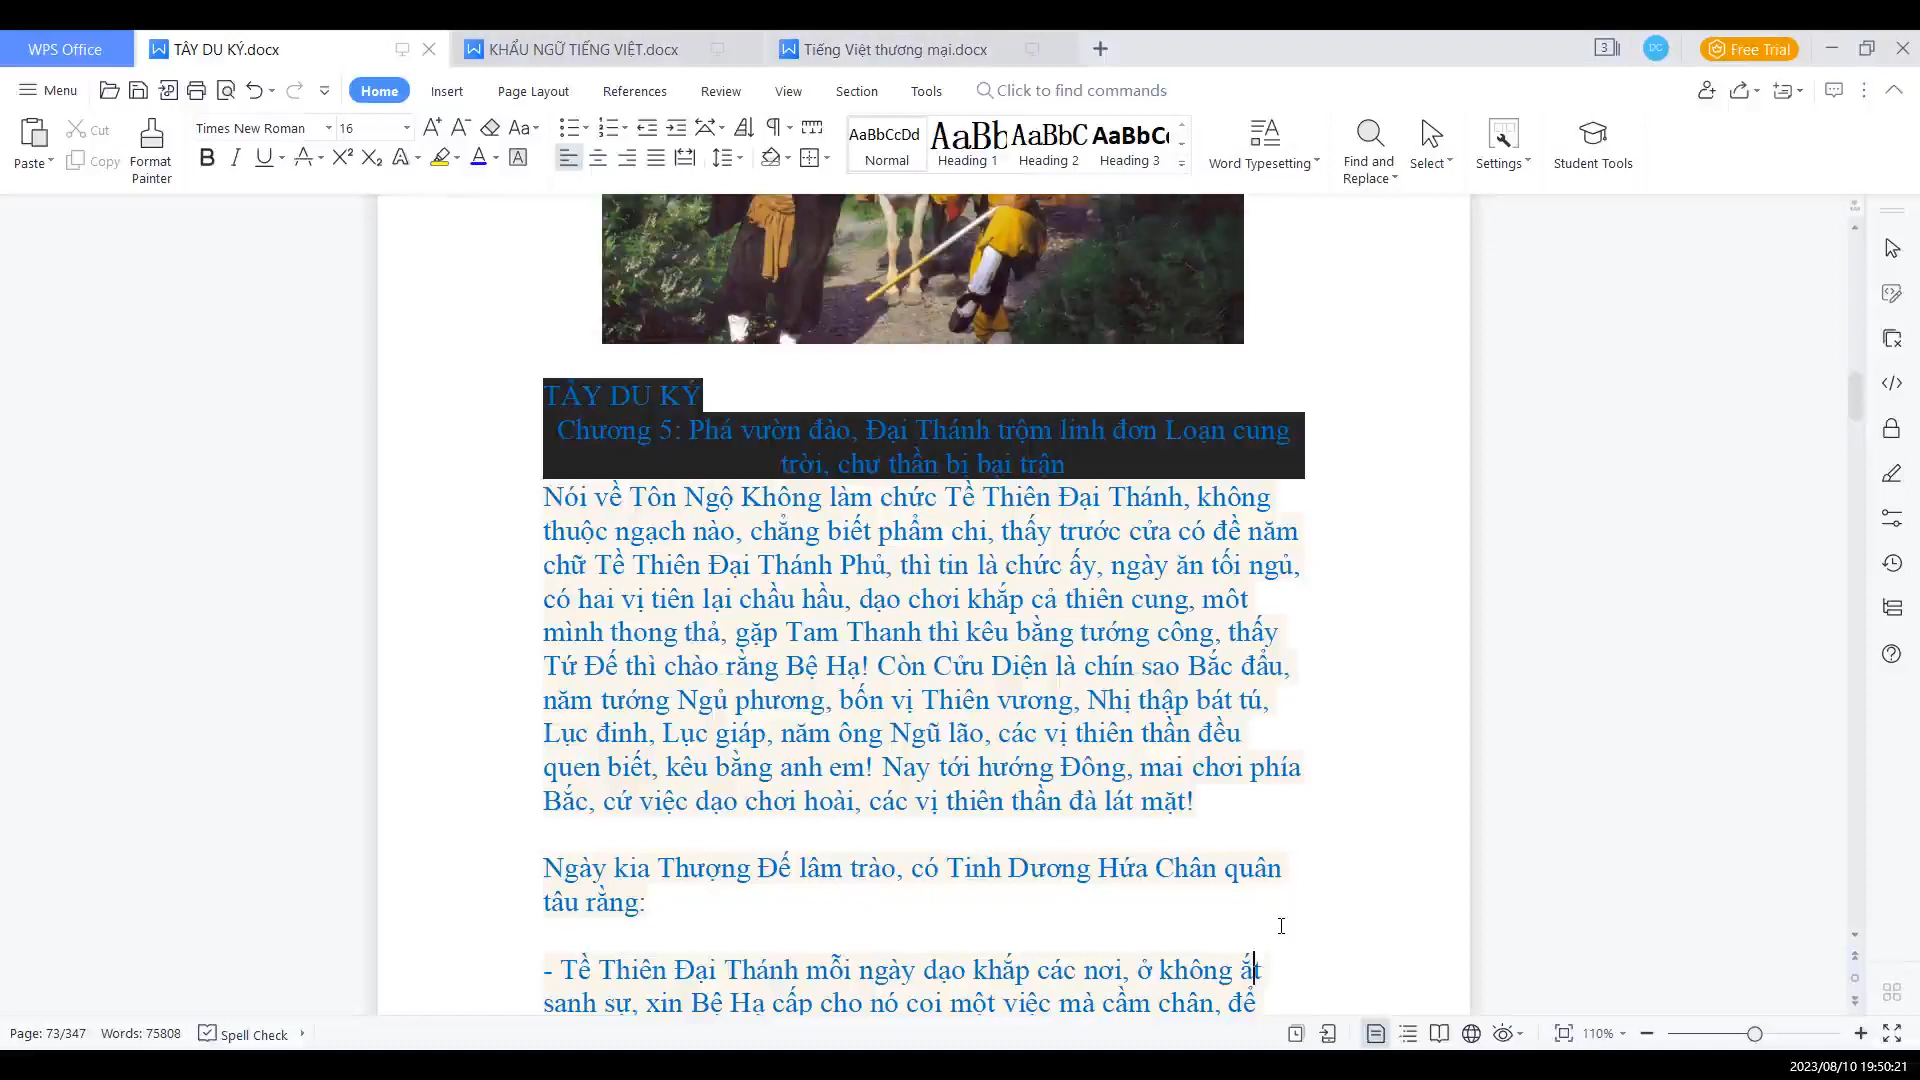 WPS Office
TÂY DU KÝ.docx
KHẨU NGỮ TIẾNG VIỆT.docx
Tiếng Việt thương mại.docx
3
DC
Free Trial
Menu
Home
Insert
Page Layout
References
Review
View
Section
Tools
Click to find commands
Paste
Cut
Copy
Format Painter
Times New Roman
16
AaBbCcDd
Normal
AaBb
Heading 1
AaBbC
Heading 2
AaBbCc
Heading 3
Word Typesetting
Find and Replace
Select
Settings
Student Tools
TÂY DU KÝ
Chương 5: Phá vườn đào, Đại Thánh trộm linh đơn Loạn cung
trời, chư thần bị bại trận
Nói về Tôn Ngộ Không làm chức Tề Thiên Đại Thánh, không
thuộc ngạch nào, chẳng biết phẩm chi, thấy trước cửa có đề năm
chữ Tề Thiên Đại Thánh Phủ, thì tin là chức ấy, ngày ăn tối ngủ,
có hai vị tiên lại chầu hầu, dạo chơi khắp cả thiên cung, môt
mình thong thả, gặp Tam Thanh thì kêu bằng tướng công, thấy
Tứ Đế thì chào rằng Bệ Hạ! Còn Cửu Diện là chín sao Bắc đẩu,
năm tướng Ngủ phương, bốn vị Thiên vương, Nhị thập bát tú,
Lục đinh, Lục giáp, năm ông Ngũ lão, các vị thiên thần đều
quen biết, kêu bằng anh em! Nay tới hướng Đông, mai chơi phía
Bắc, cứ việc dạo chơi hoài, các vị thiên thần đà lát mặt!
Ngày kia Thượng Đế lâm trào, có Tinh Dương Hứa Chân quân
tâu rằng:
- Tề Thiên Đại Thánh mỗi ngày dạo khắp các nơi, ở không ắt
sanh sự, xin Bệ Hạ cấp cho nó coi một việc mà cầm chân, để
Page: 73/347
Words: 75808
Spell Check
110%
2023/08/10 19:50:21